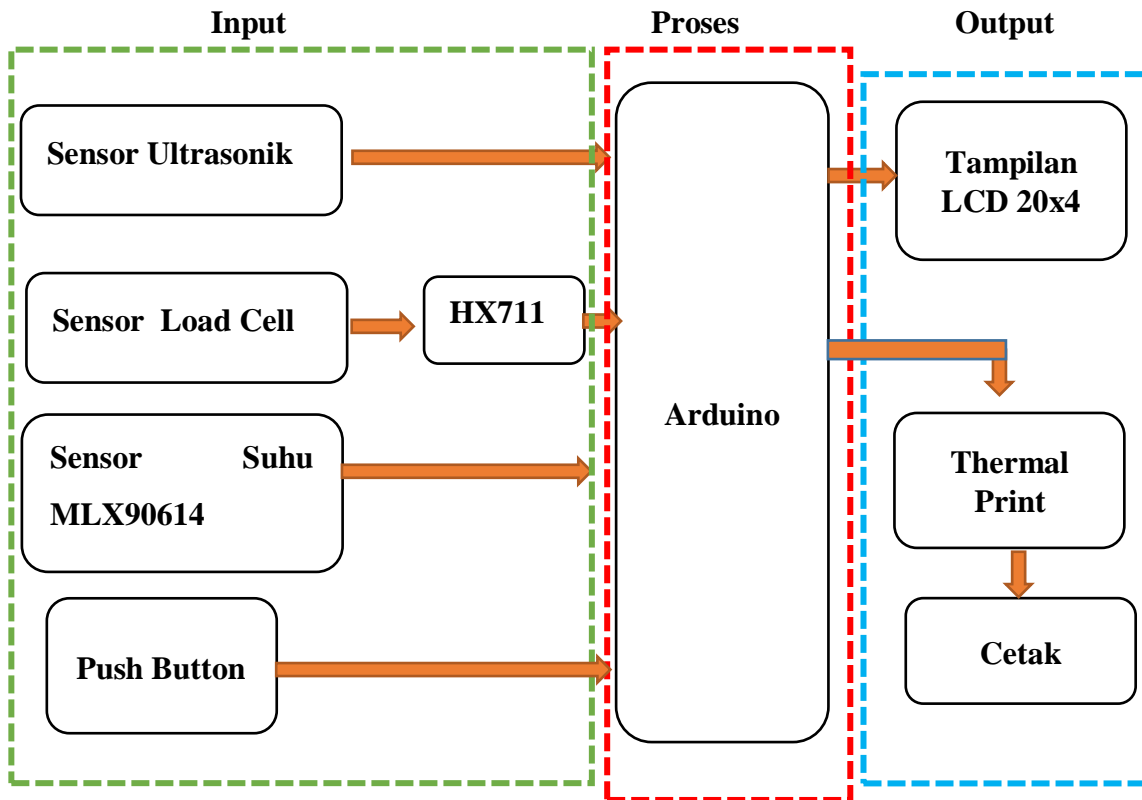 Input
Proses
Output
Sensor Ultrasonik
Sensor Load Cell
HX711
Sensor Suhu
MLX90614
Push Button
Arduino
Tampilan
LCD 20x4
Thermal
Print
Cetak